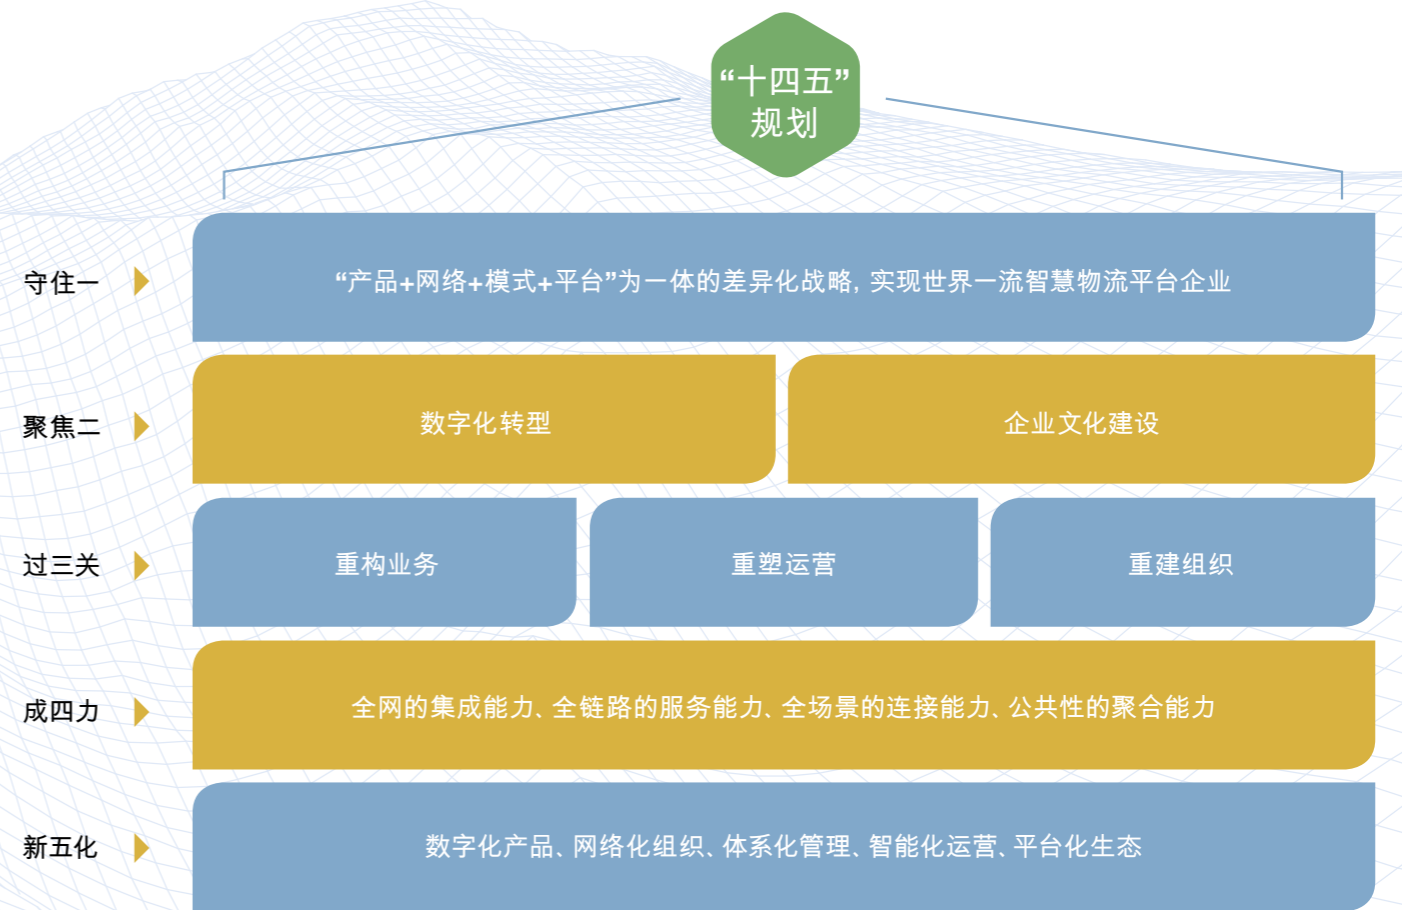 “十四五”
规划
守住一
“产品+网络+模式+平台”为一体的差异化战略, 实现世界一流智慧物流平台企业
聚焦二
数字化转型
企业文化建设
过三关
重构业务
重塑运营
重建组织
成四力
全网的集成能力、全链路的服务能力、全场景的连接能力、公共性的聚合能力
新五化
数字化产品、网络化组织、体系化管理、智能化运营、平台化生态